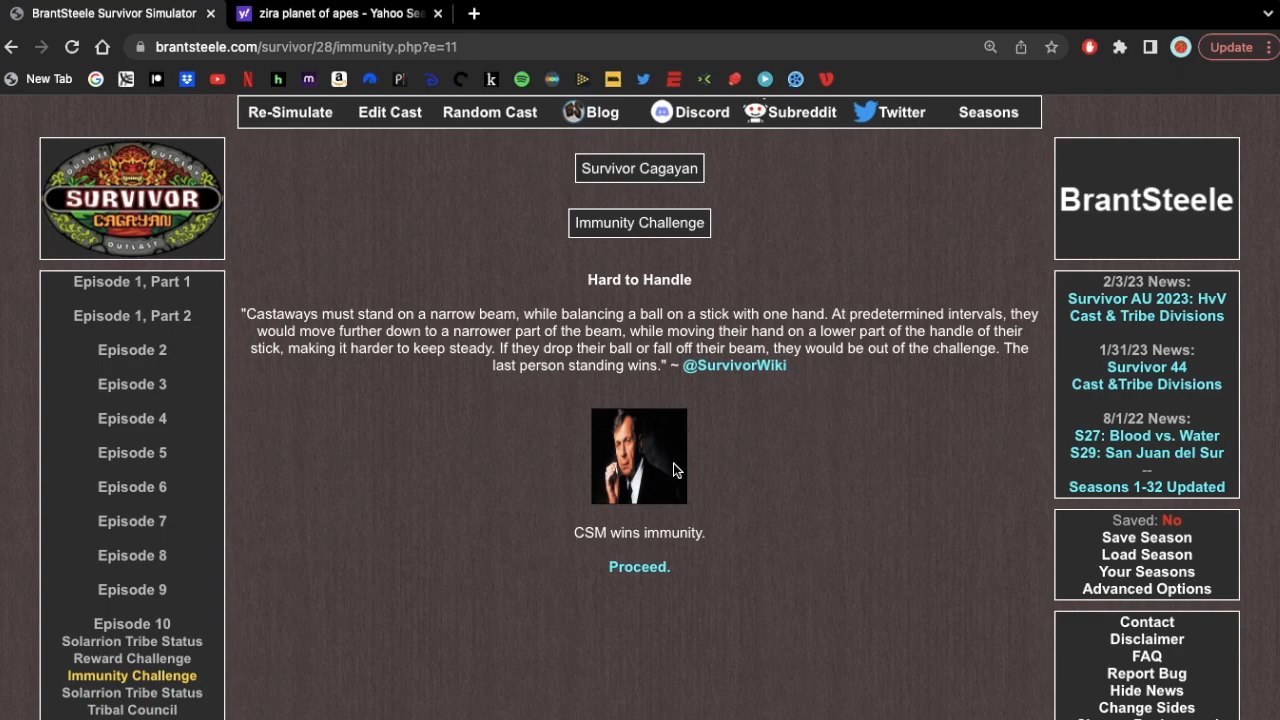 BrantSteele Survivor Simulator
zira planet of apes - Yahoo Sea
brantsteele.com/survivor/28/immunity.php?e=11
Update
New Tab
Re-Simulate Edit Cast Random Cast Blog Discord Subreddit Twitter Seasons
OUTWIT OUTPLAY
SURVIVOR
CAGAYAN
OUTLAST
Episode 1, Part 1
Episode 1, Part 2
Episode 2
Episode 3
Episode 4
Episode 5
Episode 6
Episode 7
Episode 8
Episode 9
Episode 10
Solarrion Tribe Status
Reward Challenge
Immunity Challenge
Solarrion Tribe Status
Tribal Council
Survivor Cagayan
Immunity Challenge
Hard to Handle
"Castaways must stand on a narrow beam, while balancing a ball on a stick with one hand. At predetermined intervals, they
would move further down to a narrower part of the beam, while moving their hand on a lower part of the handle of their
stick, making it harder to keep steady. If they drop their ball or fall off their beam, they would be out of the challenge. The
last person standing wins." ~ @SurvivorWiki
CSM wins immunity.
Proceed.
BrantSteele
2/3/23 News:
Survivor AU 2023: HvV
Cast & Tribe Divisions
1/31/23 News:
Survivor 44
Cast &Tribe Divisions
8/1/22 News:
S27: Blood vs. Water
S29: San Juan del Sur
--
Seasons 1-32 Updated
Saved: No
Save Season
Load Season
Your Seasons
Advanced Options
Contact
Disclaimer
FAQ
Report Bug
Hide News
Change Sides